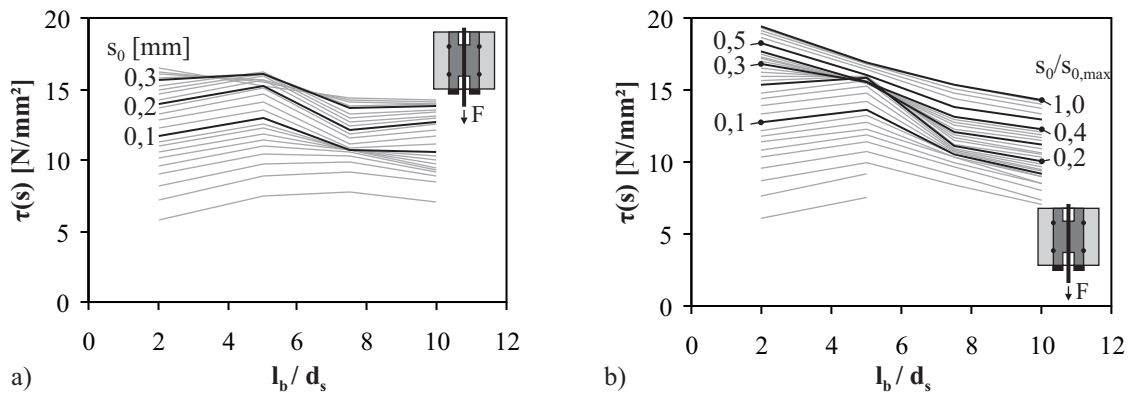 20
15
10
5
0
τ(s) [N/mm²]
s₀ [mm]
0,3
0,2
0,1
F
0 2 4 6 8 10 12
l_b / d_s
a)
20
15
10
5
0
τ(s) [N/mm²]
0,5
0,3
0,1
s₀/s₀,max
1,0
0,4
0,2
F
0 2 4 6 8 10 12
l_b / d_s
b)